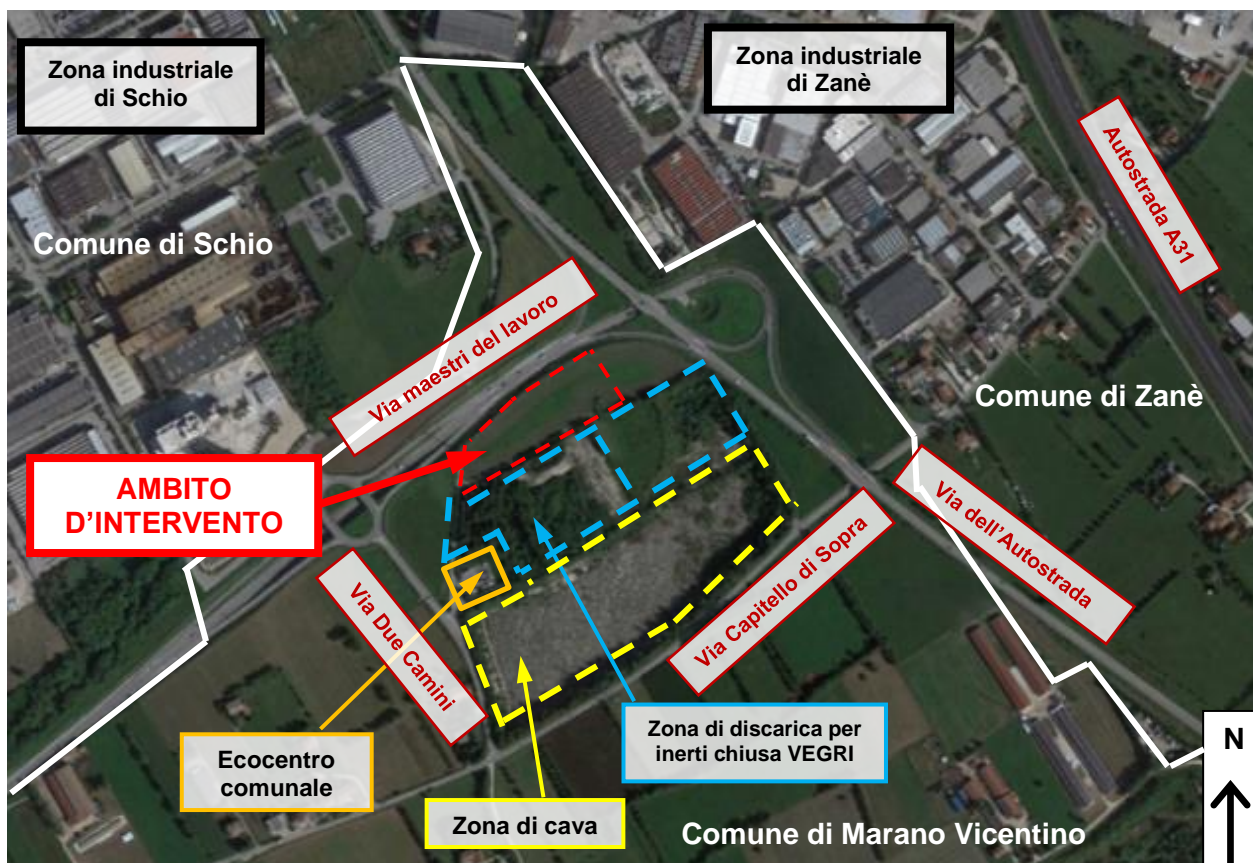 Zona industriale
di Schio
Zona industriale
di Zanè
Autostrada A31
Comune di Schio
Via maestri del lavoro
Comune di Zanè
AMBITO
D'INTERVENTO
Via dell'Autostrada
Via Due Camini
Via Capitello di Sopra
Ecocentro
comunale
Zona di discarica per
inerti chiusa VEGRI
N
Zona di cava
Comune di Marano Vicentino